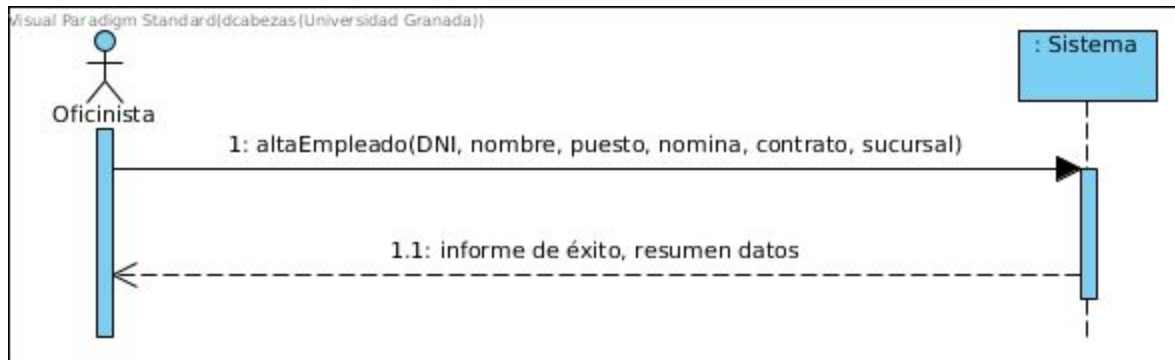 Visual Paradigm Standard(dcabezas(Universidad Granada))
: Sistema
Oficinista
1: altaEmpleado(DNI, nombre, puesto, nomina, contrato, sucursal)
1.1: informe de éxito, resumen datos